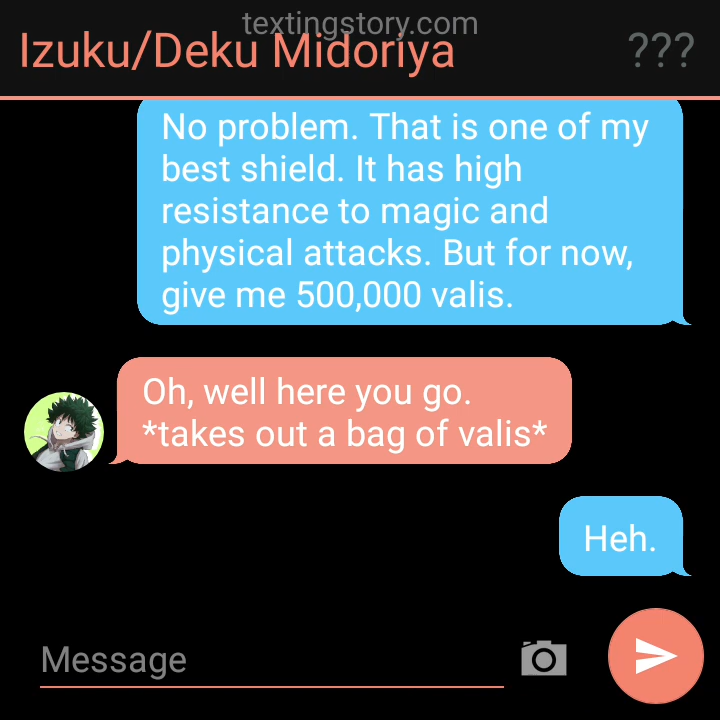 textingstory.com
Izuku/Deku Midoriya
???
No problem. That is one of my
best shield. It has high
resistance to magic and
physical attacks. But for now,
give me 500,000 valis.
Oh, well here you go.
*takes out a bag of valis*
Heh.
Message